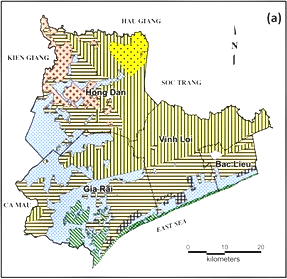 HAU GIANG
(a)
KIEN GIANG
N
SOC TRANG
Hong Dan
Vinh Loi
Bac Lieu
Gia Rai
CA MAU
EAST SEA
0 10 20
kilometers